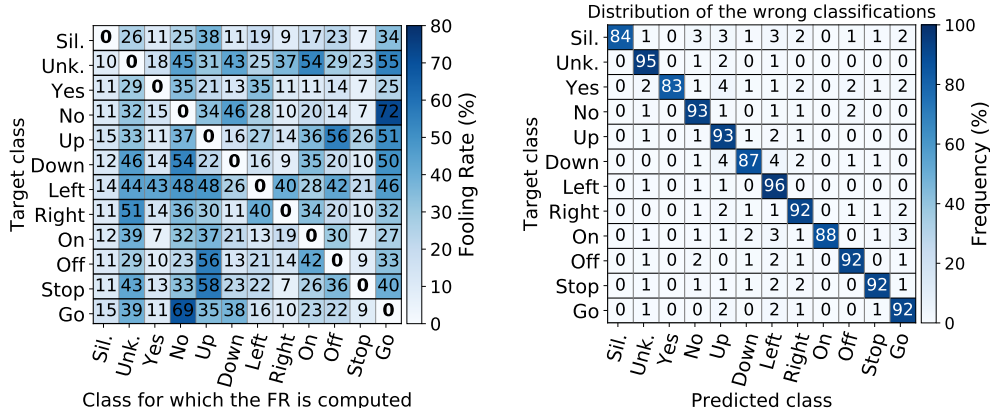 Sil. 0 26 11 25 38 11 19 9 17 23 7 34
Unk. 10 0 18 45 31 43 25 37 54 29 23 55
Yes 11 29 0 35 21 13 35 11 11 14 7 25
No 11 32 15 0 34 46 28 10 20 14 7 72
Up 15 33 11 37 0 16 27 14 36 56 26 51
Down 12 46 14 54 22 0 16 9 35 20 10 50
Left 14 44 43 48 48 26 0 40 28 42 21 46
Right 11 51 14 36 30 11 40 0 34 20 10 32
On 12 39 7 32 37 21 13 19 0 30 7 27
Off 11 29 10 23 56 13 21 14 42 0 9 33
Stop 11 43 13 33 58 23 22 7 26 36 0 40
Go 15 39 11 69 35 38 16 10 23 22 9 0
Sil. Unk. Yes No Up Down Left Right On Off Stop Go
Target class
Class for which the FR is computed
80
70
60
50
40
30
20
10
0
Fooling Rate (%)
Distribution of the wrong classifications
Sil. 84 1 0 3 3 1 3 2 0 1 1 2
Unk. 0 95 0 1 2 0 1 0 0 0 0 0
Yes 0 2 83 1 4 1 1 2 0 2 1 2
No 0 1 0 93 1 1 1 0 0 2 0 0
Up 0 1 0 1 93 2 1 0 0 1 0 1
Down 0 0 0 1 4 87 4 2 0 1 1 0
Left 0 1 0 1 1 0 96 0 0 0 0 0
Right 0 0 0 1 2 1 1 92 0 1 1 2
On 0 0 1 1 2 2 3 1 88 0 1 3
Off 0 1 0 2 0 1 2 1 0 92 0 1
Stop 0 1 0 1 1 0 2 1 0 0 92 1
Go 0 1 0 0 2 0 2 1 0 0 1 92
Sil. Unk. Yes No Up Down Left Right On Off Stop Go
Target class
Predicted class
100
80
60
40
20
0
Frequency (%)